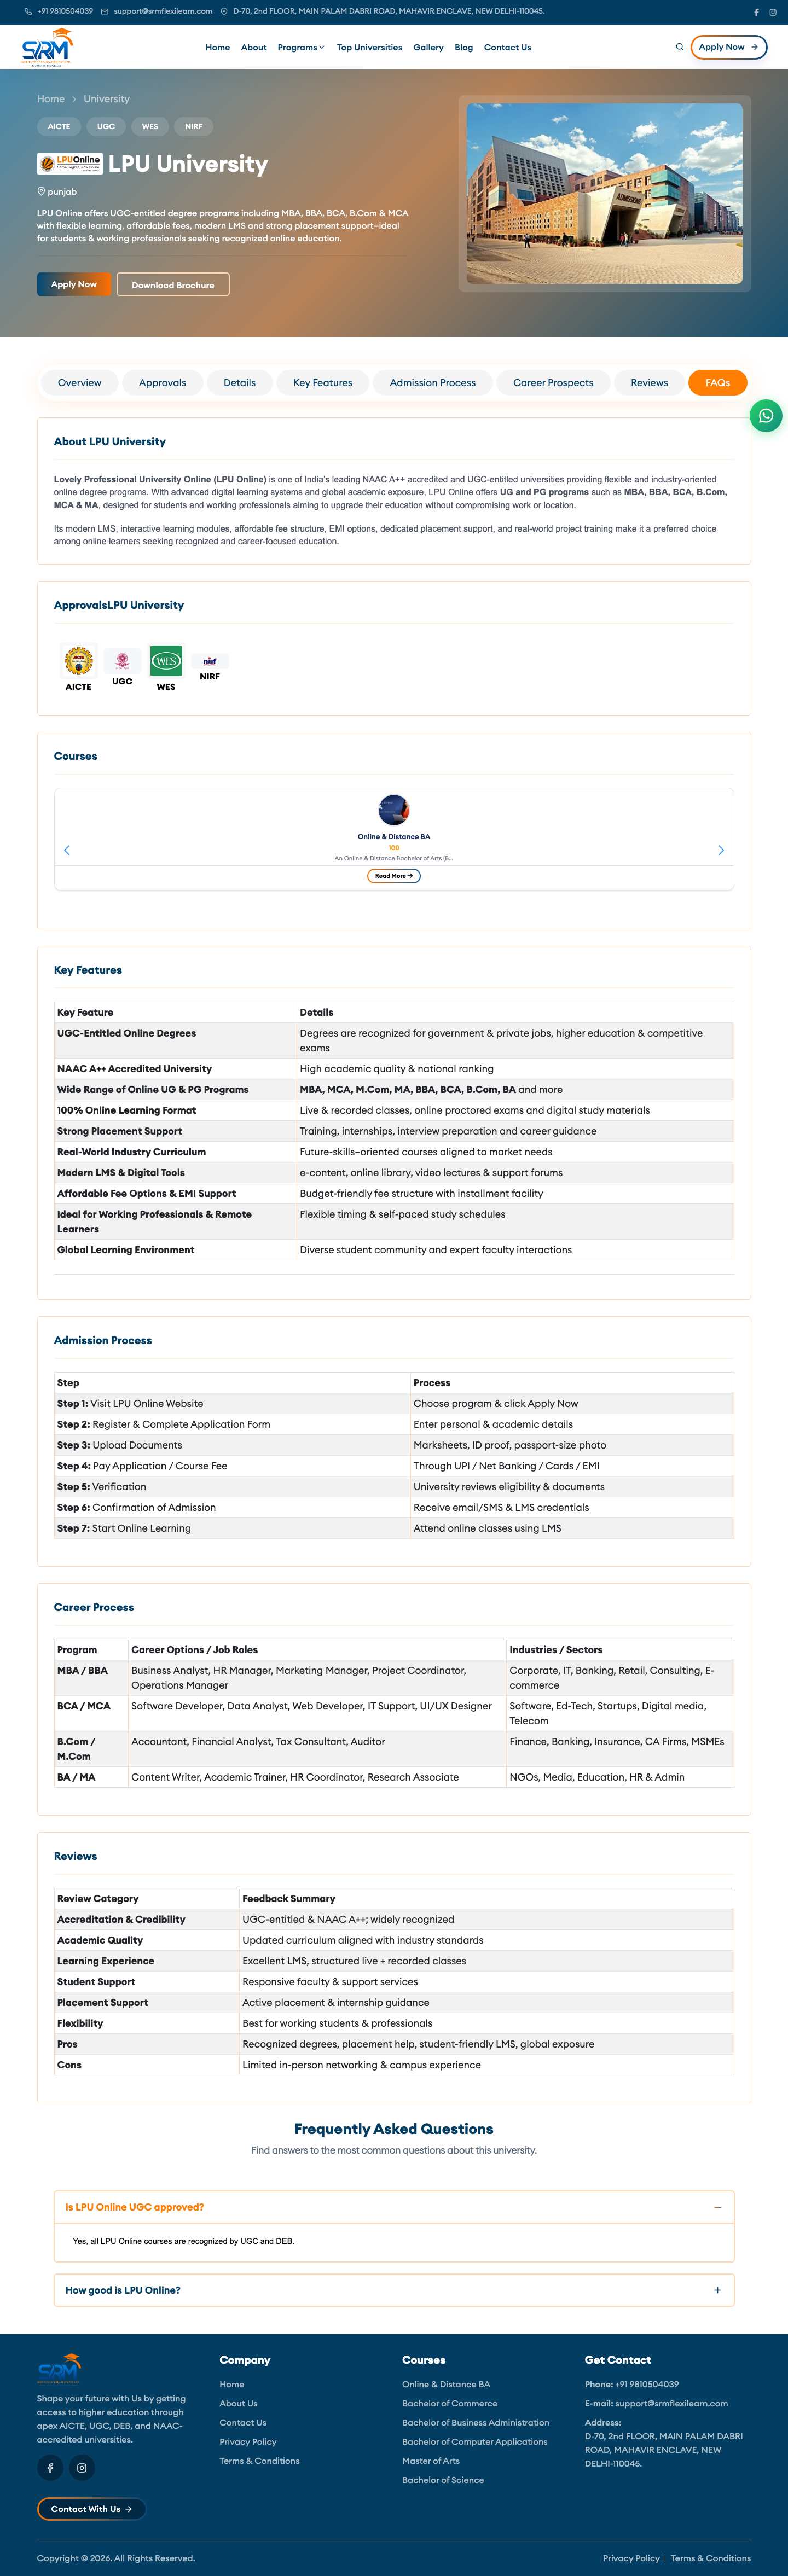 +91 9810504039 support@srmflexilearn.com D-70, 2nd FLOOR, MAIN PALAM DABRI ROAD, MAHAVIR ENCLAVE, NEW DELHI-110045.
SRM
Home About Programs Top Universities Gallery Blog Contact Us Apply Now →
Home > University
AICTE UGC WES NIRF
LPUOnline LPU University
punjab
LPU Online offers UGC-entitled degree programs including MBA, BBA, BCA, B.Com & MCA
with flexible learning, affordable fees, modern LMS and strong placement support—ideal
for students & working professionals seeking recognized online education.
Apply Now Download Brochure
Overview Approvals Details Key Features Admission Process Career Prospects Reviews FAQs
About LPU University
Lovely Professional University Online (LPU Online) is one of India's leading NAAC A++ accredited and UGC-entitled universities providing flexible and industry-oriented
online degree programs. With advanced digital learning systems and global academic exposure, LPU Online offers UG and PG programs such as MBA, BBA, BCA, B.Com,
MCA & MA, designed for students and working professionals aiming to upgrade their education without compromising work or location.
Its modern LMS, interactive learning modules, affordable fee structure, EMI options, dedicated placement support, and real-world project training make it a preferred choice
among online learners seeking recognized and career-focused education.
ApprovalsLPU University
AICTE
WES
nirf
AICTE UGC WES NIRF
Courses
Online & Distance BA
100
An Online & Distance Bachelor of Arts (B...
Read More →
Key Features
Key Feature Details
UGC-Entitled Online Degrees Degrees are recognized for government & private jobs, higher education & competitive
exams
NAAC A++ Accredited University High academic quality & national ranking
Wide Range of Online UG & PG Programs MBA, MCA, M.Com, MA, BBA, BCA, B.Com, BA and more
100% Online Learning Format Live & recorded classes, online proctored exams and digital study materials
Strong Placement Support Training, internships, interview preparation and career guidance
Real-World Industry Curriculum Future-skills–oriented courses aligned to market needs
Modern LMS & Digital Tools e-content, online library, video lectures & support forums
Affordable Fee Options & EMI Support Budget-friendly fee structure with installment facility
Ideal for Working Professionals & Remote Flexible timing & self-paced study schedules
Learners
Global Learning Environment Diverse student community and expert faculty interactions
Admission Process
Step Process
Step 1: Visit LPU Online Website Choose program & click Apply Now
Step 2: Register & Complete Application Form Enter personal & academic details
Step 3: Upload Documents Marksheets, ID proof, passport-size photo
Step 4: Pay Application / Course Fee Through UPI / Net Banking / Cards / EMI
Step 5: Verification University reviews eligibility & documents
Step 6: Confirmation of Admission Receive email/SMS & LMS credentials
Step 7: Start Online Learning Attend online classes using LMS
Career Process
Program Career Options / Job Roles Industries / Sectors
MBA / BBA Business Analyst, HR Manager, Marketing Manager, Project Coordinator, Corporate, IT, Banking, Retail, Consulting, E-
Operations Manager commerce
BCA / MCA Software Developer, Data Analyst, Web Developer, IT Support, UI/UX Designer Software, Ed-Tech, Startups, Digital media,
Telecom
B.Com / Accountant, Financial Analyst, Tax Consultant, Auditor Finance, Banking, Insurance, CA Firms, MSMEs
M.Com
BA / MA Content Writer, Academic Trainer, HR Coordinator, Research Associate NGOs, Media, Education, HR & Admin
Reviews
Review Category Feedback Summary
Accreditation & Credibility UGC-entitled & NAAC A++; widely recognized
Academic Quality Updated curriculum aligned with industry standards
Learning Experience Excellent LMS, structured live + recorded classes
Student Support Responsive faculty & support services
Placement Support Active placement & internship guidance
Flexibility Best for working students & professionals
Pros Recognized degrees, placement help, student-friendly LMS, global exposure
Cons Limited in-person networking & campus experience
Frequently Asked Questions
Find answers to the most common questions about this university.
Is LPU Online UGC approved? −
Yes, all LPU Online courses are recognized by UGC and DEB.
How good is LPU Online? +
SRM
Shape your future with Us by getting
access to higher education through
apex AICTE, UGC, DEB, and NAAC-
accredited universities.
Contact With Us →
Company
Home
About Us
Contact Us
Privacy Policy
Terms & Conditions
Courses
Online & Distance BA
Bachelor of Commerce
Bachelor of Business Administration
Bachelor of Computer Applications
Master of Arts
Bachelor of Science
Get Contact
Phone: +91 9810504039
E-mail: support@srmflexilearn.com
Address:
D-70, 2nd FLOOR, MAIN PALAM DABRI
ROAD, MAHAVIR ENCLAVE, NEW
DELHI-110045.
Copyright © 2026. All Rights Reserved. Privacy Policy | Terms & Conditions